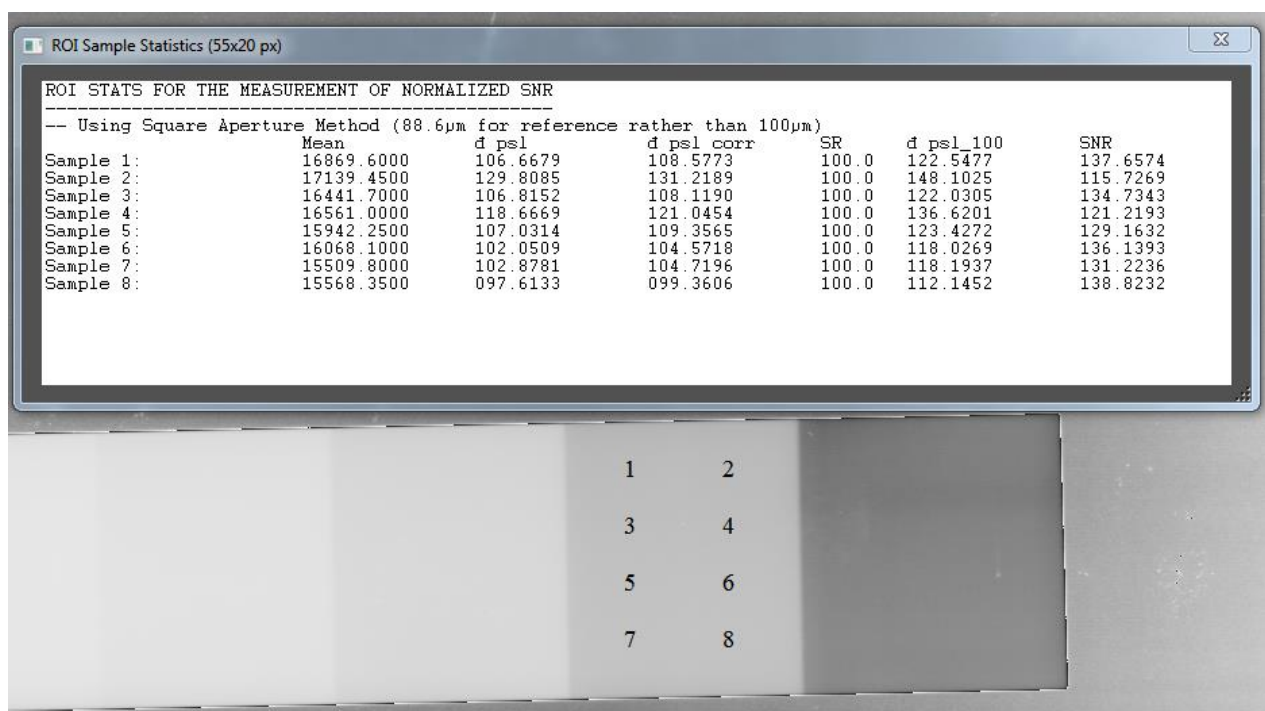 ROI Sample Statistics (55x20 px)
ROI STATS FOR THE MEASUREMENT OF NORMALIZED SNR
-----------------------------------------------
-- Using Square Aperture Method (88.6µm for reference rather than 100µm)
Mean đ psl đ psl corr SR đ psl_100 SNR
Sample 1: 16869.6000 106.6679 108.5773 100.0 122.5477 137.6574
Sample 2: 17139.4500 129.8085 131.2189 100.0 148.1025 115.7269
Sample 3: 16441.7000 106.8152 108.1190 100.0 122.0305 134.7343
Sample 4: 16561.0000 118.6669 121.0454 100.0 136.6201 121.2193
Sample 5: 15942.2500 107.0314 109.3565 100.0 123.4272 129.1632
Sample 6: 16068.1000 102.0509 104.5718 100.0 118.0269 136.1393
Sample 7: 15509.8000 102.8781 104.7196 100.0 118.1937 131.2236
Sample 8: 15568.3500 097.6133 099.3606 100.0 112.1452 138.8232
1 2
3 4
5 6
7 8